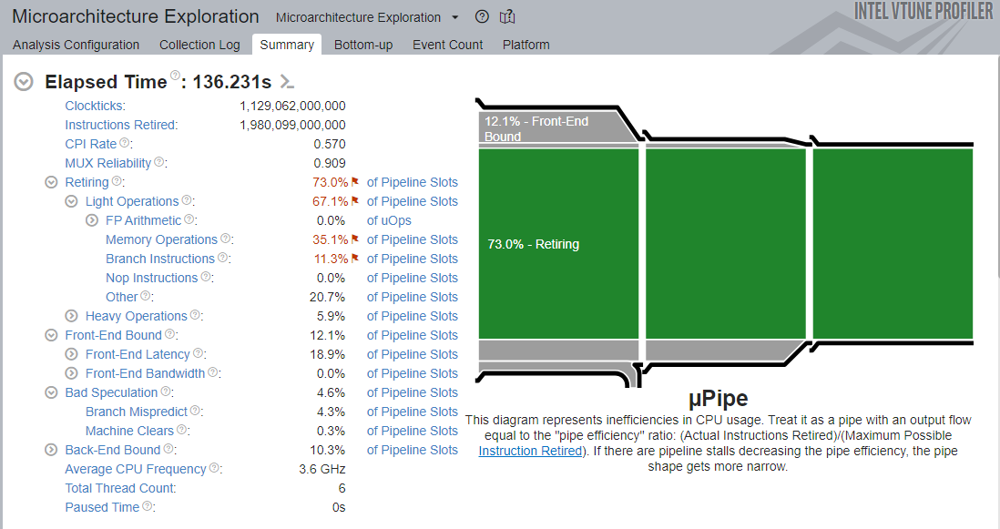 Microarchitecture Exploration Microarchitecture Exploration
INTEL VTUNE PROFILER
Analysis Configuration Collection Log Summary Bottom-up Event Count Platform
Elapsed Time : 136.231s
Clockticks: 1,129,062,000,000
Instructions Retired: 1,980,099,000,000
CPI Rate : 0.570
MUX Reliability : 0.909
Retiring : 73.0% of Pipeline Slots
Light Operations : 67.1% of Pipeline Slots
FP Arithmetic : 0.0% of uOps
Memory Operations : 35.1% of Pipeline Slots
Branch Instructions : 11.3% of Pipeline Slots
Nop Instructions : 0.0% of Pipeline Slots
Other : 20.7% of Pipeline Slots
Heavy Operations : 5.9% of Pipeline Slots
Front-End Bound : 12.1% of Pipeline Slots
Front-End Latency : 18.9% of Pipeline Slots
Front-End Bandwidth : 0.0% of Pipeline Slots
Bad Speculation : 4.6% of Pipeline Slots
Branch Mispredict : 4.3% of Pipeline Slots
Machine Clears : 0.3% of Pipeline Slots
Back-End Bound : 10.3% of Pipeline Slots
Average CPU Frequency : 3.6 GHz
Total Thread Count: 6
Paused Time : 0s
12.1% - Front-End
Bound
73.0% - Retiring
µPipe
This diagram represents inefficiencies in CPU usage. Treat it as a pipe with an output flow
equal to the "pipe efficiency" ratio: (Actual Instructions Retired)/(Maximum Possible
Instruction Retired). If there are pipeline stalls decreasing the pipe efficiency, the pipe
shape gets more narrow.